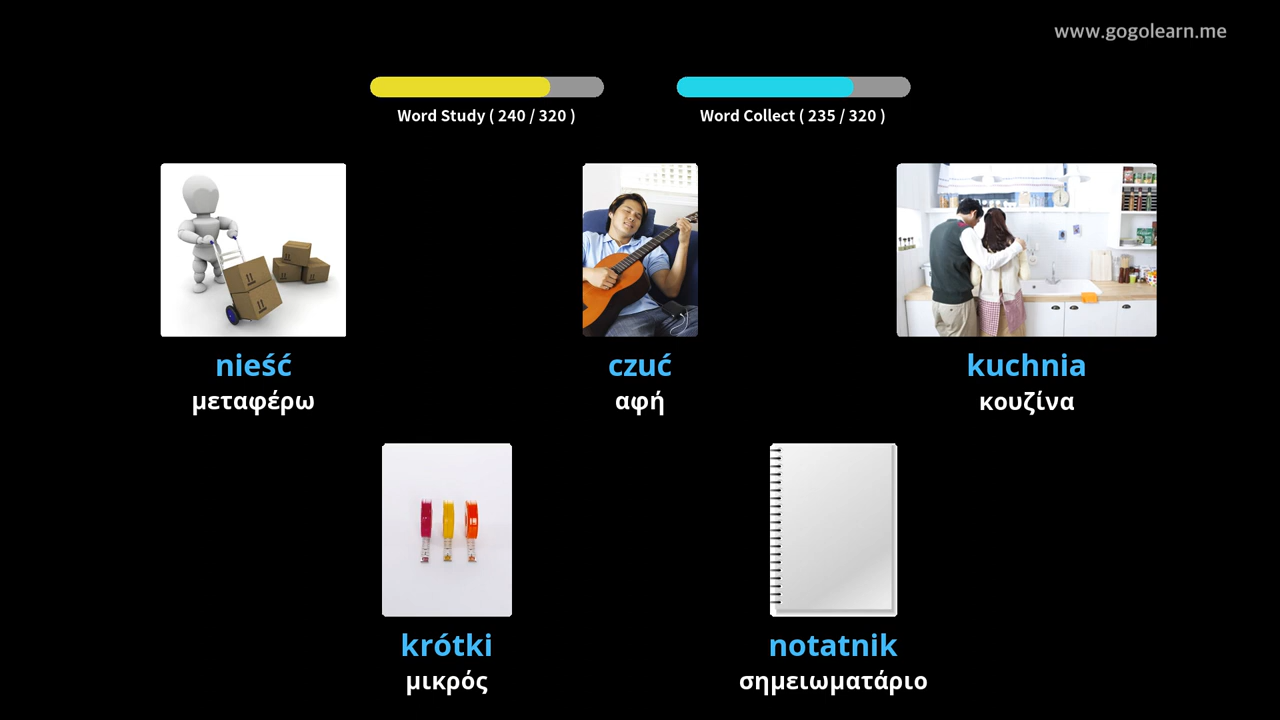 www.gogolearn.me
Word Study ( 240 / 320 )
Word Collect ( 235 / 320 )
nieść
μεταφέρω
czuć
αφή
kuchnia
κουζίνα
krótki
μικρός
notatnik
σημειωματάριο